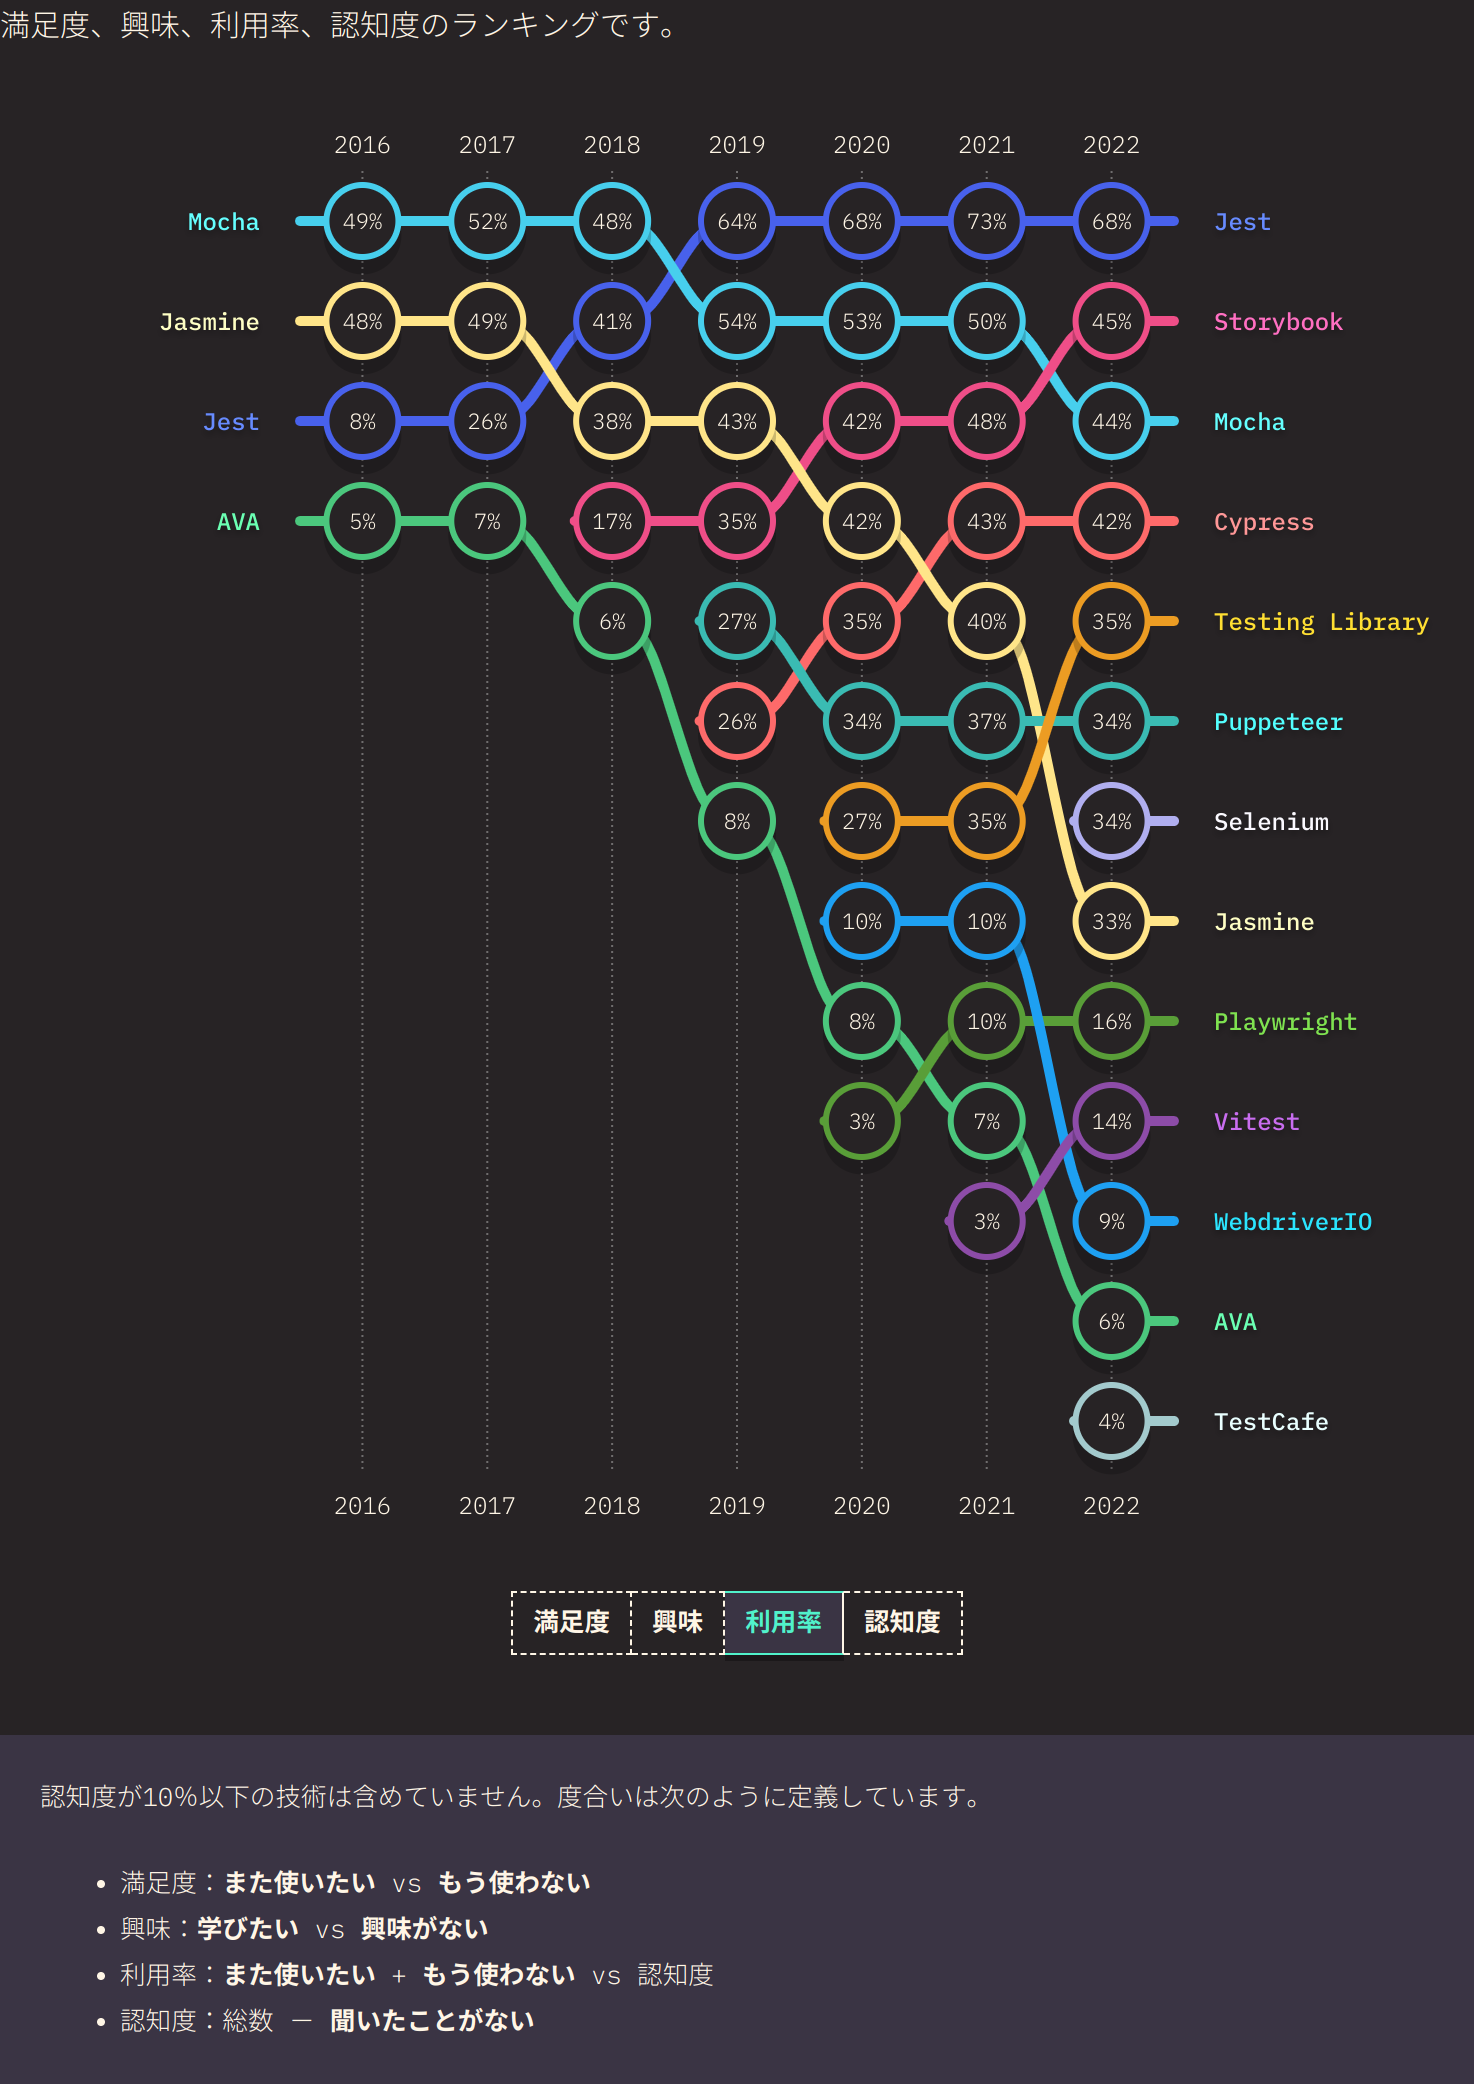 満足度、興味、利用率、認知度のランキングです。
2016 2017 2018 2019 2020 2021 2022
Mocha 49% 52% 48% 64% 68% 73% 68% Jest
Jasmine 48% 49% 41% 54% 53% 50% 45% Storybook
Jest 8% 26% 38% 43% 42% 48% 44% Mocha
AVA 5% 7% 17% 35% 42% 43% 42% Cypress
6% 27% 35% 40% 35% Testing Library
26% 34% 37% 34% Puppeteer
8% 27% 35% 34% Selenium
10% 10% 33% Jasmine
8% 10% 16% Playwright
3% 7% 14% Vitest
3% 9% WebdriverIO
6% AVA
4% TestCafe
2016 2017 2018 2019 2020 2021 2022
満足度 興味 利用率 認知度
認知度が10%以下の技術は含めていません。度合いは次のように定義しています。
• 満足度：また使いたい vs もう使わない
• 興味：学びたい vs 興味がない
• 利用率：また使いたい + もう使わない vs 認知度
• 認知度：総数 － 聞いたことがない